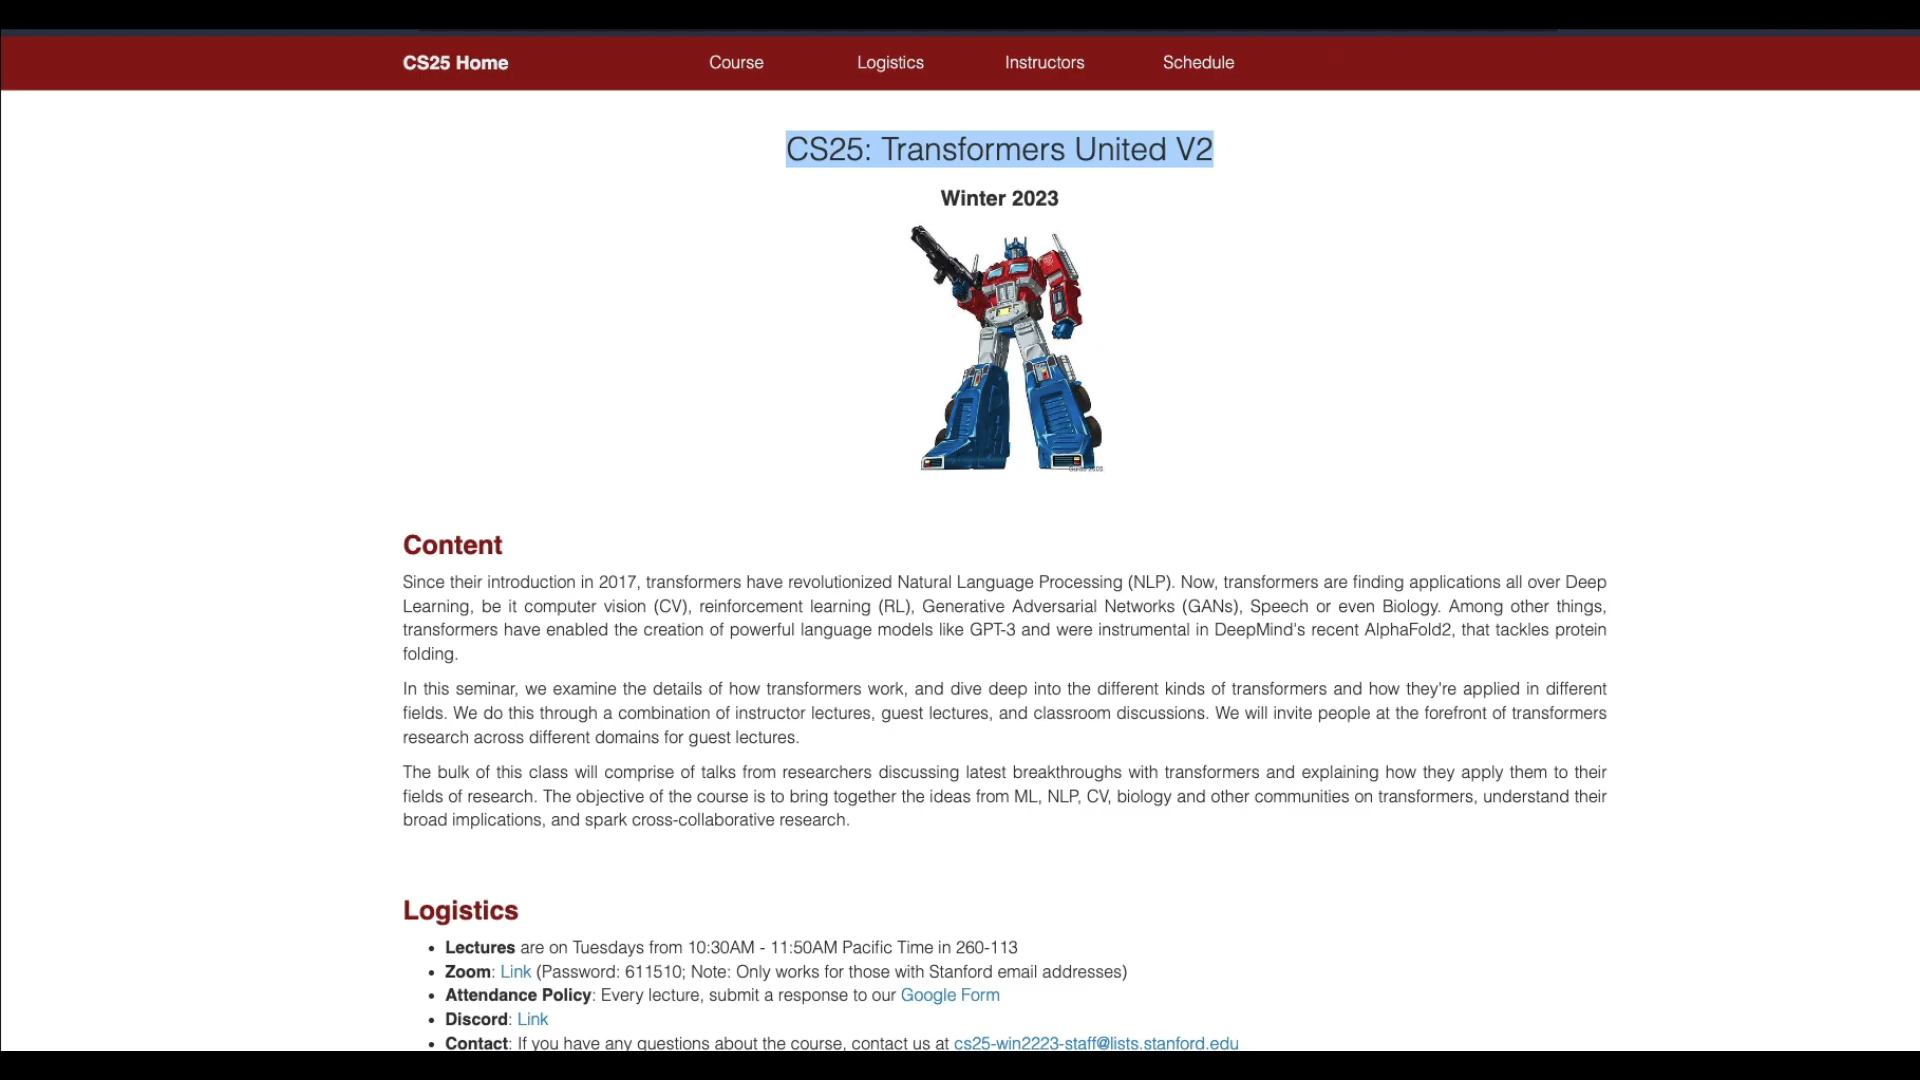 CS25 Home Course Logistics Instructors Schedule
CS25: Transformers United V2
Winter 2023
Content
Since their introduction in 2017, transformers have revolutionized Natural Language Processing (NLP). Now, transformers are finding applications all over Deep
Learning, be it computer vision (CV), reinforcement learning (RL), Generative Adversarial Networks (GANs), Speech or even Biology. Among other things,
transformers have enabled the creation of powerful language models like GPT-3 and were instrumental in DeepMind's recent AlphaFold2, that tackles protein
folding.
In this seminar, we examine the details of how transformers work, and dive deep into the different kinds of transformers and how they're applied in different
fields. We do this through a combination of instructor lectures, guest lectures, and classroom discussions. We will invite people at the forefront of transformers
research across different domains for guest lectures.
The bulk of this class will comprise of talks from researchers discussing latest breakthroughs with transformers and explaining how they apply them to their
fields of research. The objective of the course is to bring together the ideas from ML, NLP, CV, biology and other communities on transformers, understand their
broad implications, and spark cross-collaborative research.
Logistics
• Lectures are on Tuesdays from 10:30AM - 11:50AM Pacific Time in 260-113
• Zoom: Link (Password: 611510; Note: Only works for those with Stanford email addresses)
• Attendance Policy: Every lecture, submit a response to our Google Form
• Discord: Link
• Contact: If you have any questions about the course, contact us at cs25-win2223-staff@lists.stanford.edu